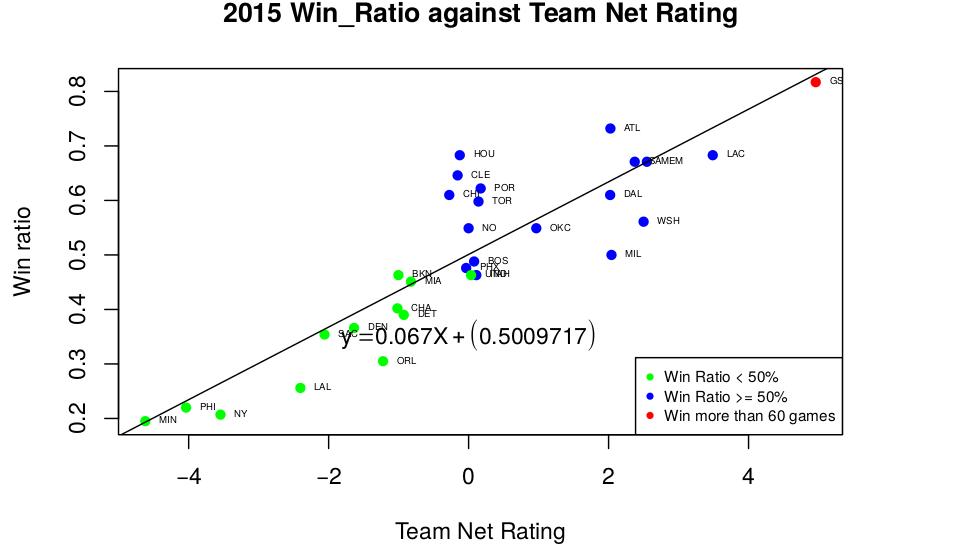 2015 Win_Ratio against Team Net Rating
Win ratio
0.8
0.7
0.6
0.5
0.4
0.3
0.2
GS
ATL
HOU
LAC
SA
MEM
CLE
POR
CHI
TOR
DAL
WSH
NO
OKC
MIL
BOS
PHX
BKN
MIA
CHA
DET
DEN
SAC
y = 0.067X + (0.5009717)
ORL
LAL
PHI
NY
MIN
Win Ratio < 50%
Win Ratio >= 50%
Win more than 60 games
−4
−2
0
2
4
Team Net Rating